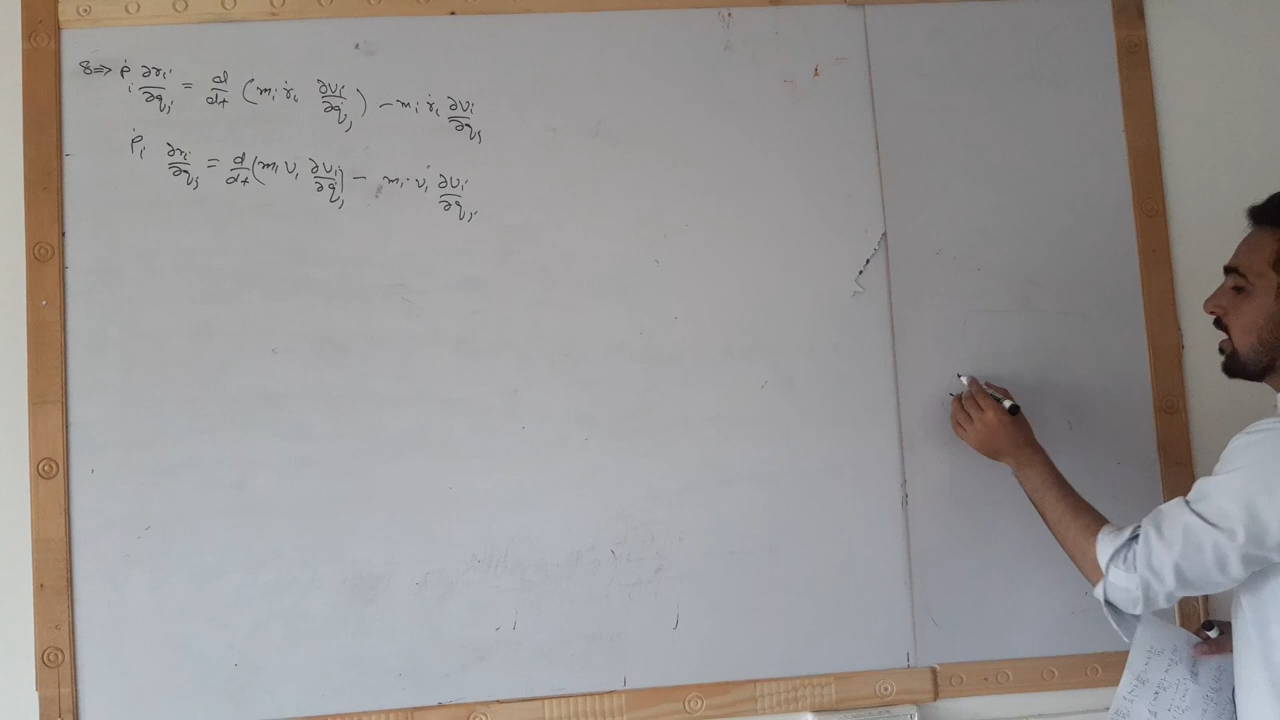 8⇒ ṗᵢ ∂rᵢ/∂qⱼ = d/dt (mᵢ ṙᵢ ∂vᵢ/∂qⱼ) − mᵢ ṙᵢ ∂vᵢ/∂qⱼ
ṗᵢ ∂rᵢ/∂qⱼ = d/dt (mᵢ vᵢ ∂vᵢ/∂qⱼ) − mᵢ vᵢ ∂vᵢ/∂qⱼ